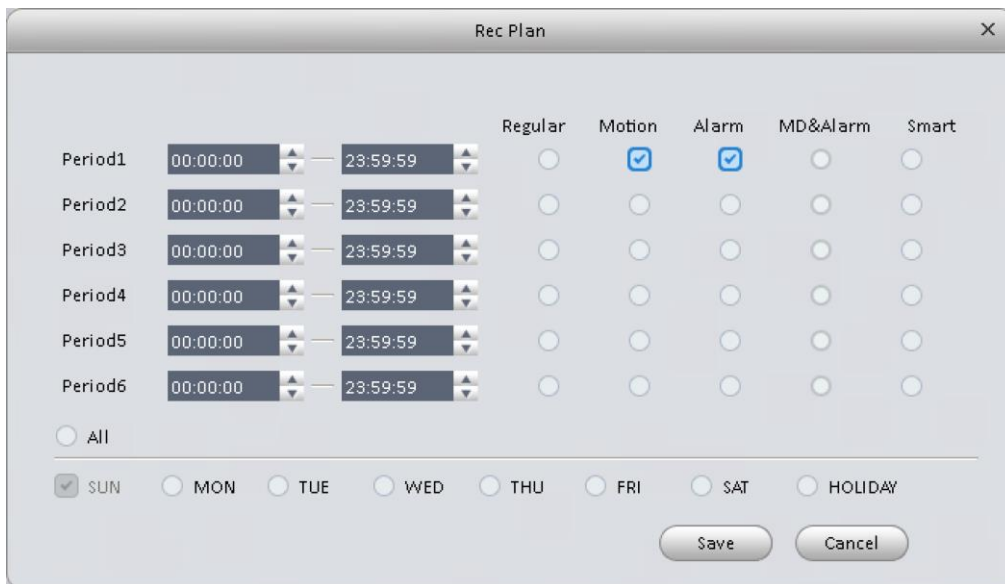 Rec Plan
Regular Motion Alarm MD&Alarm Smart
Period1 00:00:00 — 23:59:59
Period2 00:00:00 — 23:59:59
Period3 00:00:00 — 23:59:59
Period4 00:00:00 — 23:59:59
Period5 00:00:00 — 23:59:59
Period6 00:00:00 — 23:59:59
All
SUN MON TUE WED THU FRI SAT HOLIDAY
Save Cancel